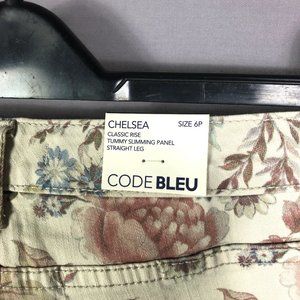 CHELSEA SIZE 6P
CLASSIC RISE
TUMMY SLIMMING PANEL
STRAIGHT LEG
CODE BLEU